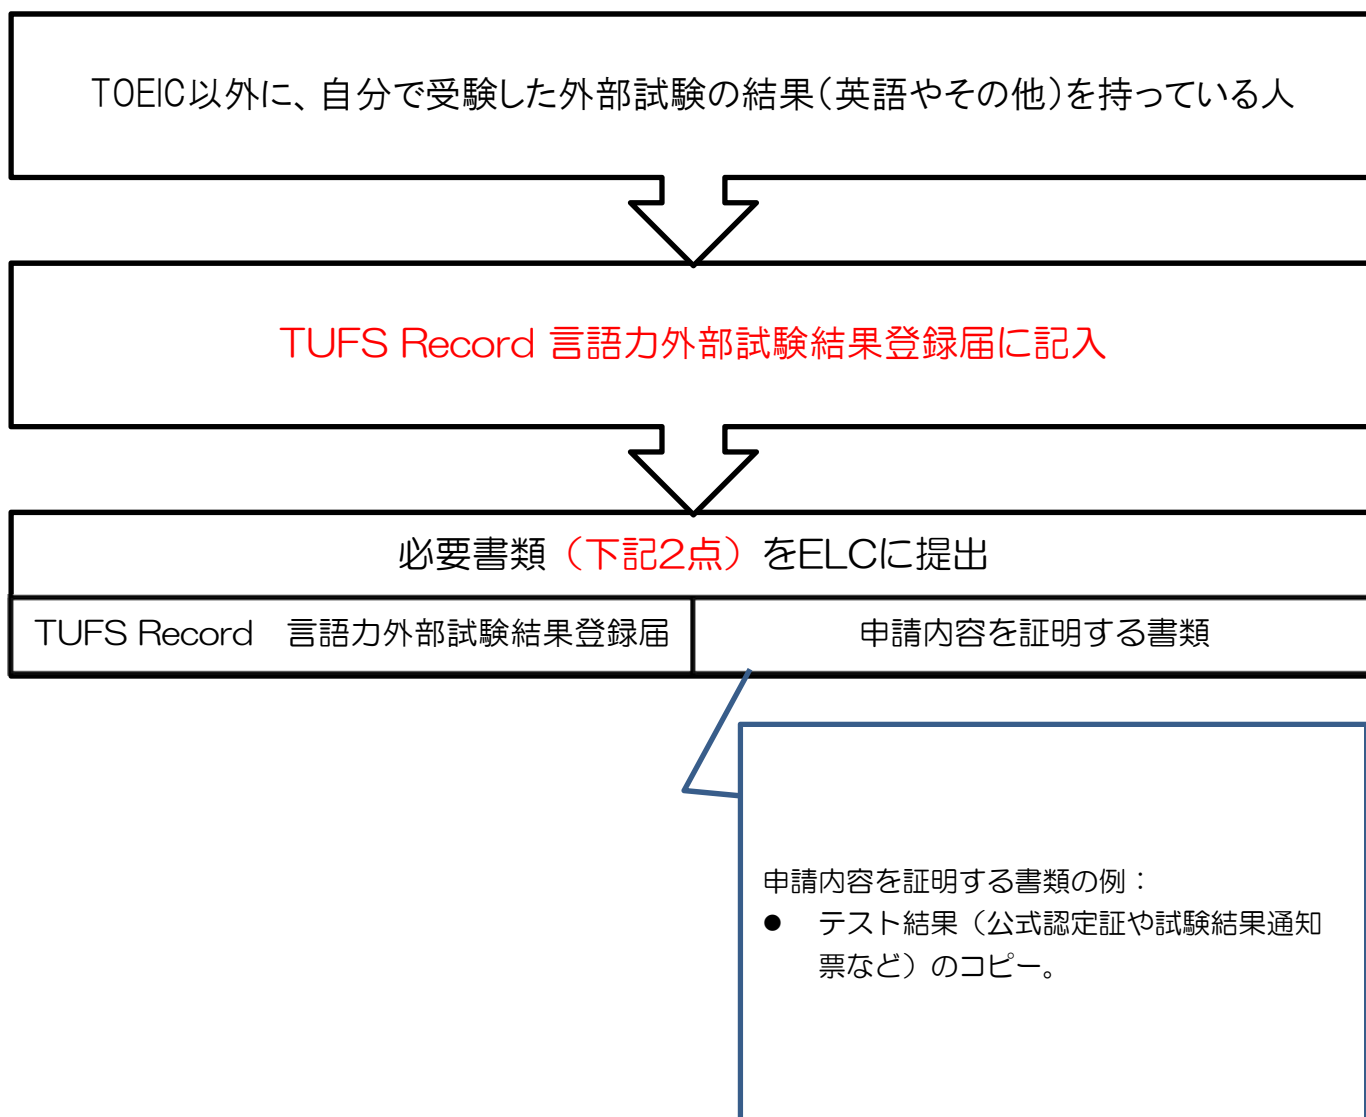 TOEIC以外に、自分で受験した外部試験の結果（英語やその他）を持っている人
TUFS Record 言語力外部試験結果登録届に記入
必要書類（下記2点）をELCに提出
TUFS Record　言語力外部試験結果登録届
申請内容を証明する書類
申請内容を証明する書類の例：
● テスト結果（公式認定証や試験結果通知
票など）のコピー。